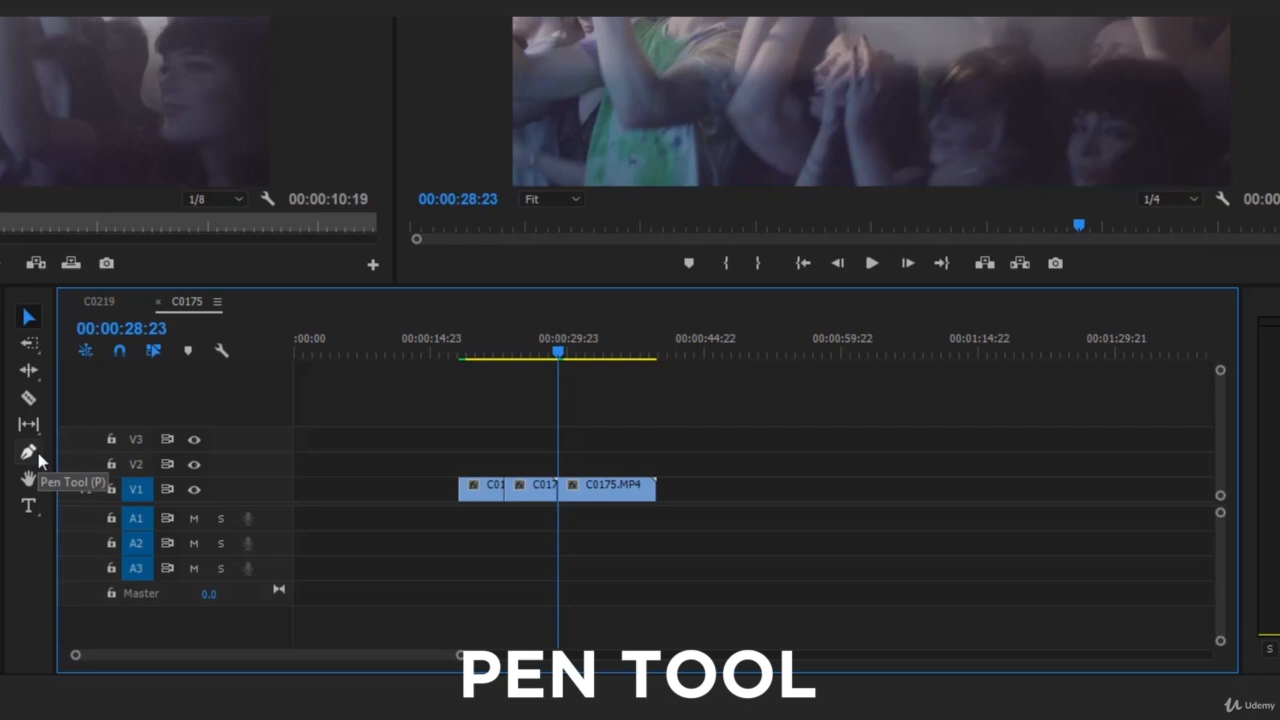 1/8
00:00:10:19
00:00:28:23
Fit
1/4
00:00
C0219
× C0175
00:00:28:23
:00:00
00:00:14:23
00:00:29:23
00:00:44:22
00:00:59:22
00:01:14:22
00:01:29:21
V3
V2
Pen Tool (P)
V1
fx C01
fx C017
fx C0175.MP4
A1 M S
A2 M S
A3 M S
Master 0.0
T
S
PEN TOOL
Udemy